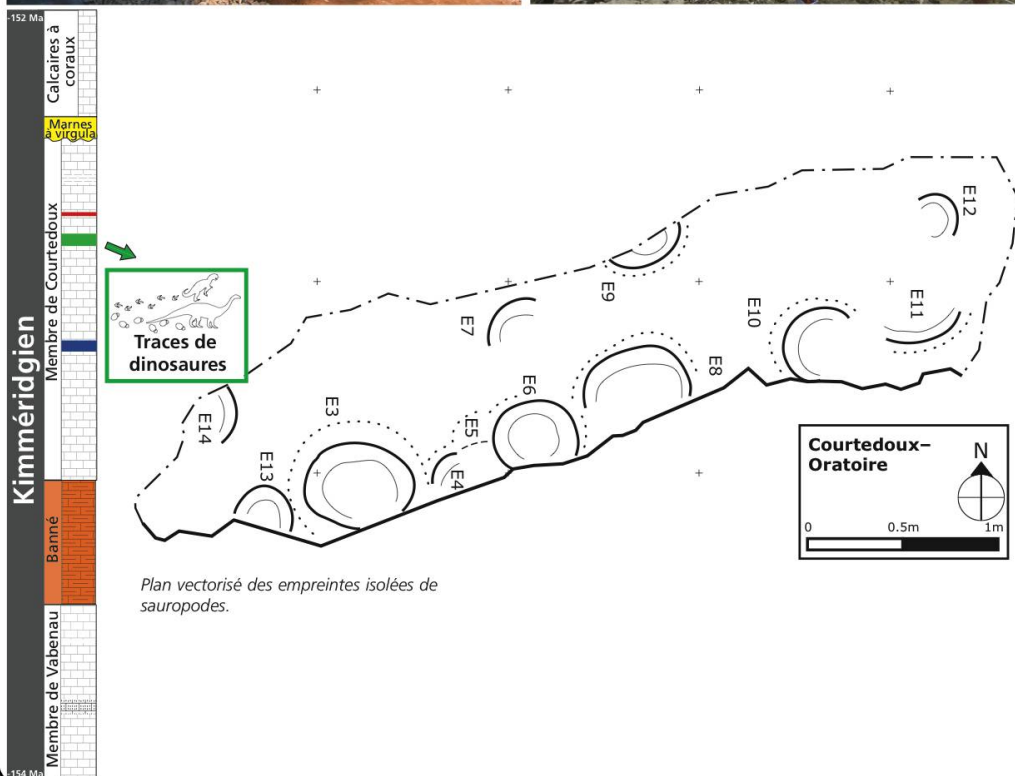 -152 Ma
Calcaires à
coraux
Marnes
à virgula
Membre de Courtedoux
Kimméridgien
Banné
Membre de Vabenau
-154 Ma
Traces de
dinosaures
E12
E11
E10
E9
E7
E8
E6
E5
E4
E3
E14
E13
Courtedoux–
Oratoire
N
0 0.5m 1m
Plan vectorisé des empreintes isolées de
sauropodes.